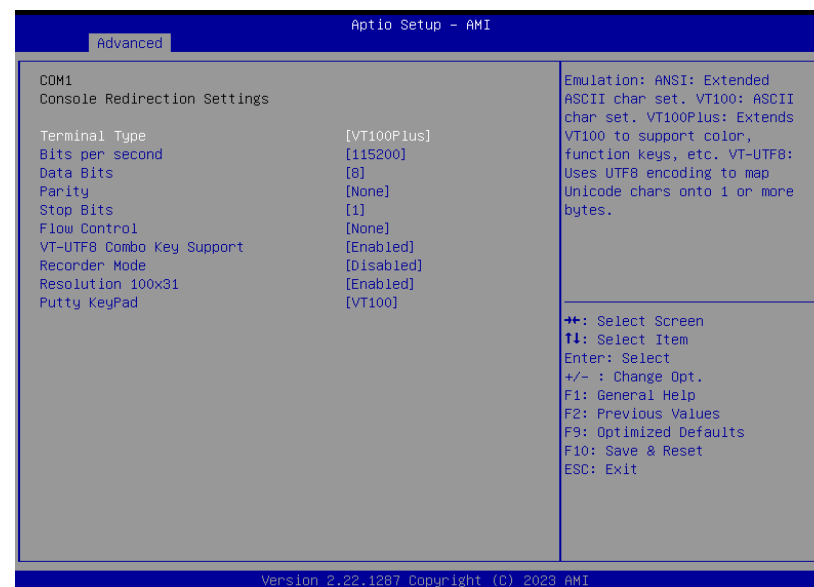 Aptio Setup – AMI
Advanced
COM1
Console Redirection Settings
Terminal Type [VT100Plus]
Bits per second [115200]
Data Bits [8]
Parity [None]
Stop Bits [1]
Flow Control [None]
VT-UTF8 Combo Key Support [Enabled]
Recorder Mode [Disabled]
Resolution 100x31 [Enabled]
Putty KeyPad [VT100]
Emulation: ANSI: Extended
ASCII char set. VT100: ASCII
char set. VT100Plus: Extends
VT100 to support color,
function keys, etc. VT-UTF8:
Uses UTF8 encoding to map
Unicode chars onto 1 or more
bytes.
→←: Select Screen
↑↓: Select Item
Enter: Select
+/- : Change Opt.
F1: General Help
F2: Previous Values
F9: Optimized Defaults
F10: Save & Reset
ESC: Exit
Version 2.22.1287 Copyright (C) 2023 AMI